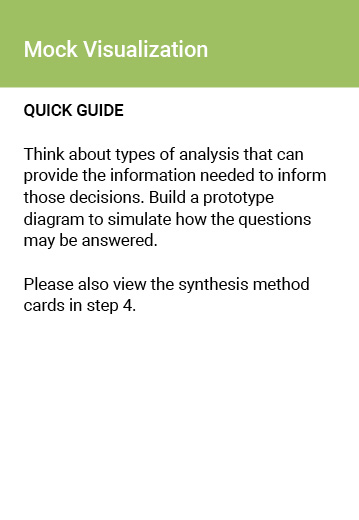 Mock Visualization
QUICK GUIDE
Think about types of analysis that can
provide the information needed to inform
those decisions. Build a prototype
diagram to simulate how the questions
may be answered.
Please also view the synthesis method
cards in step 4.